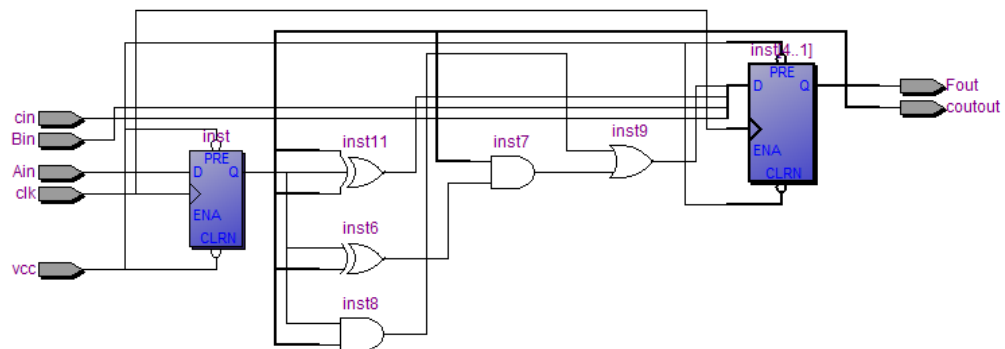 inst[4..1]
PRE
D
Q
ENA
CLRN
Fout
coutout
cin
Bin
Ain
clk
vcc
inst
PRE
D
Q
ENA
CLRN
inst11
inst7
inst9
inst6
inst8